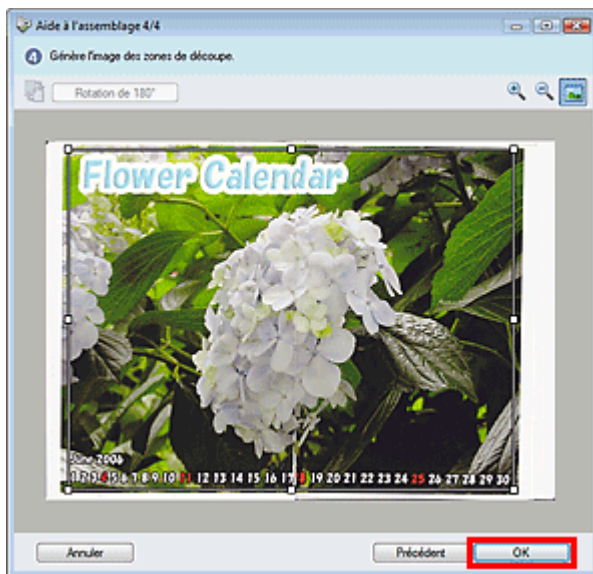 Aide à l'assemblage 4/4
4 Génère l'image des zones de découpe.
Rotation de 180°
Flower Calendar
June 2006
1 2 3 4 5 6 7 8 9 10 11 12 13 14 15 16 17 18 19 20 21 22 23 24 25 26 27 28 29 30
Annuler
Précédent
OK